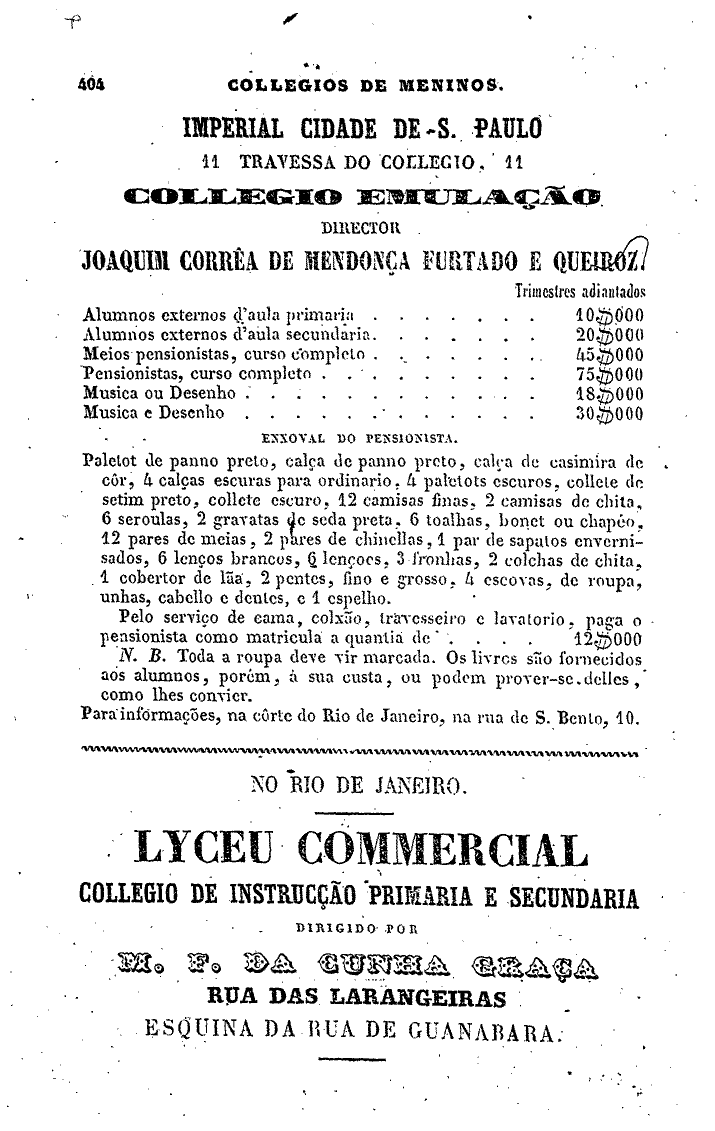 404 COLLEGIOS DE MENINOS.
IMPERIAL CIDADE DE S. PAULO
11 TRAVESSA DO COLLEGIO, 11
COLLEGIO EMULAÇÃO
DIRECTOR
JOAQUIM CORRÊA DE MENDONÇA FURTADO E QUEIROZ.
Trimestres adiantados
Alumnos externos d'aula primaria . . . . . . . 10$000
Alumnos externos d'aula secundaria. . . . . . . 20$000
Meios pensionistas, curso completo . . . . . . . 45$000
Pensionistas, curso completo . . . . . . . . . 75$000
Musica ou Desenho . . . . . . . . . . . . 18$000
Musica e Desenho . . . . . . . . . . . . 30$000
ENXOVAL DO PENSIONISTA.
Paletot de panno preto, calça de panno preto, calça de casimira de
côr, 4 calças escuras para ordinario, 4 paletots escuros, collete de
setim preto, collete escuro, 12 camisas finas, 2 camisas de chita,
6 seroulas, 2 gravatas de seda preta, 6 toalhas, bonet ou chapéo,
12 pares de meias, 2 pares de chinellas, 1 par de sapatos enverni-
sados, 6 lenços brancos, 6 lençoes, 3 fronhas, 2 colchas de chita,
1 cobertor de lãa, 2 pentes, fino e grosso, 4 escovas, de roupa,
unhas, cabello e dentes, e 1 espelho.
Pelo serviço de cama, colxão, travesseiro e lavatorio, paga o
pensionista como matricula a quantia de . . . . 12$000
N. B. Toda a roupa deve vir marcada. Os livros são fornecidos
aos alumnos, porém, á sua custa, ou podem prover-se delles,
como lhes convier.
Para informações, na côrte do Rio de Janeiro, na rua de S. Bento, 10.
NO RIO DE JANEIRO.
LYCEU COMMERCIAL
COLLEGIO DE INSTRUCÇÃO PRIMARIA E SECUNDARIA
DIRIGIDO POR
M. F. DA CUNHA GRAÇA
RUA DAS LARANGEIRAS
ESQUINA DA RUA DE GUANABARA.